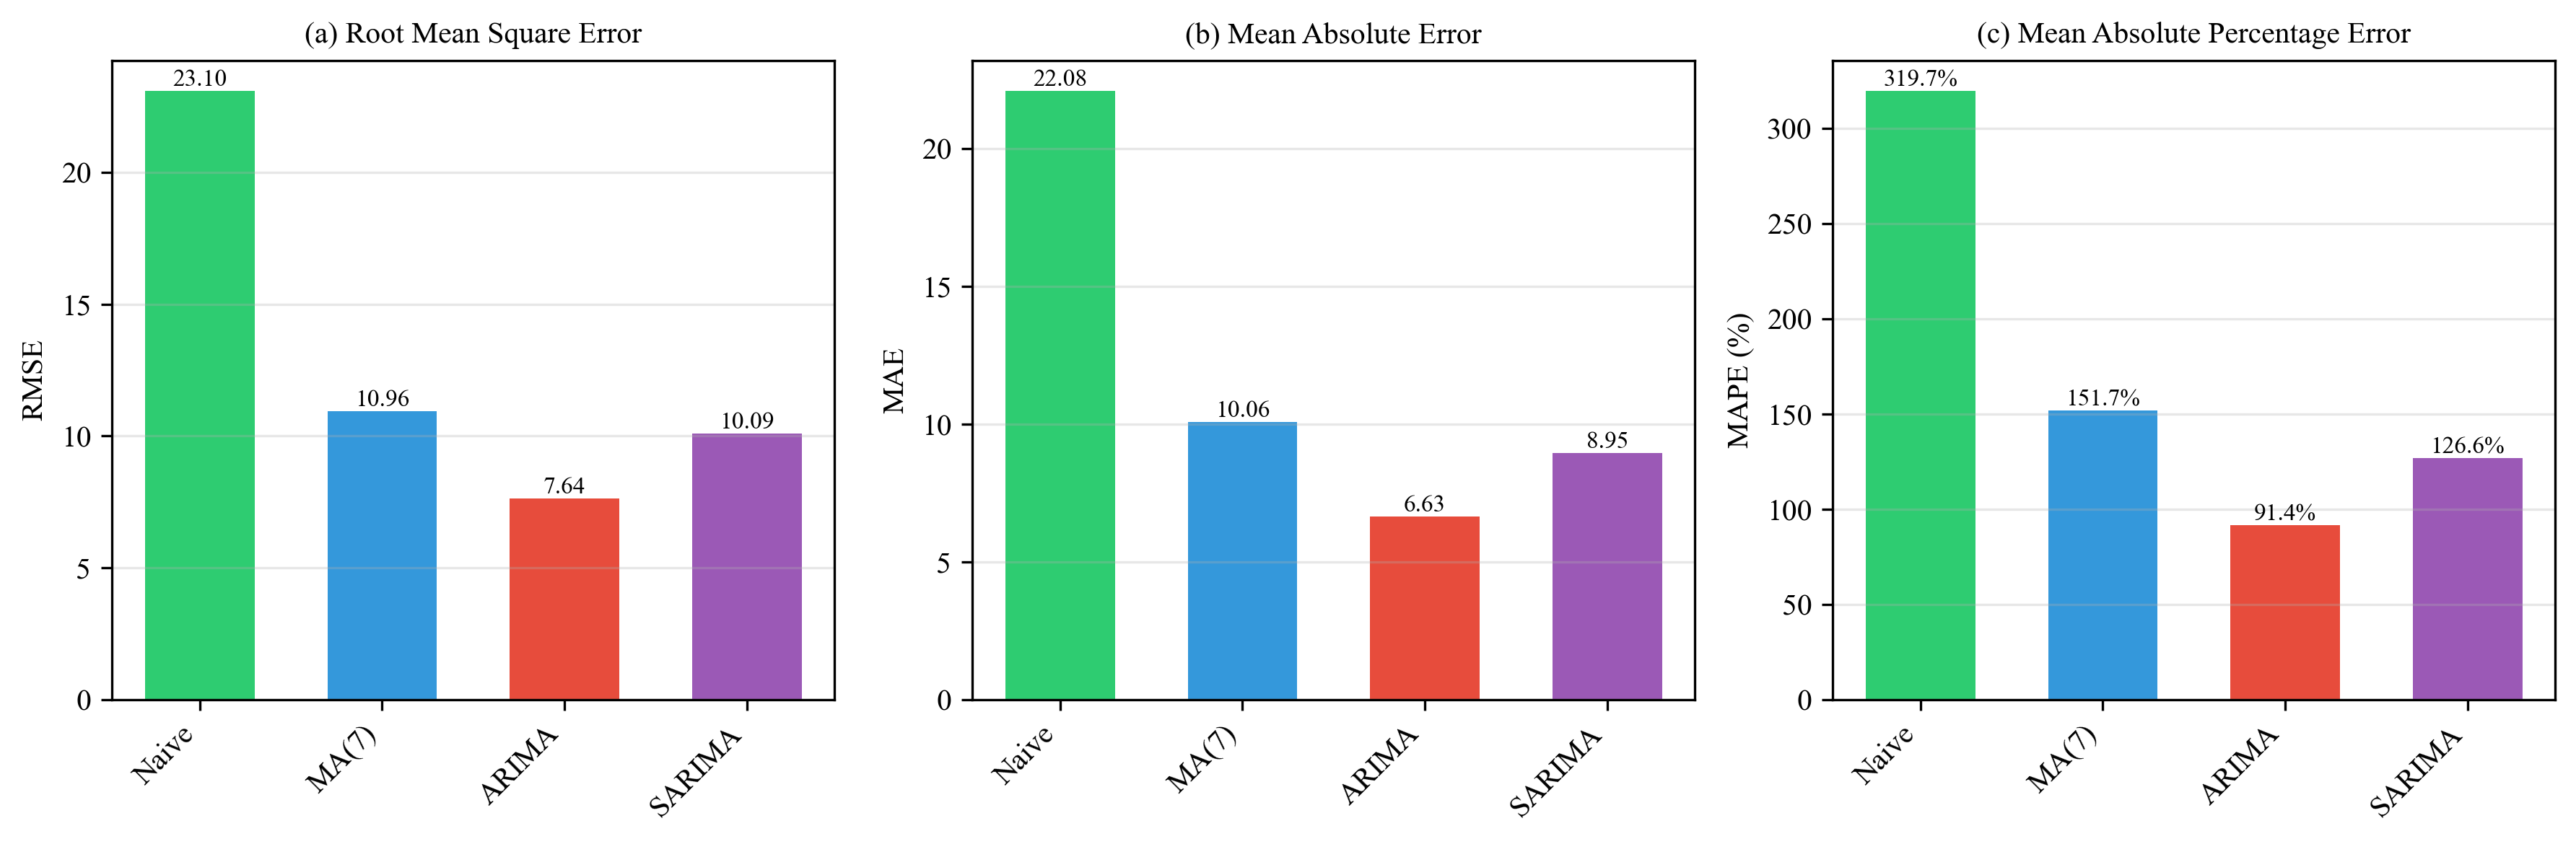 (a) Root Mean Square Error
RMSE
20
15
10
5
0
23.10
10.96
7.64
10.09
Naive
MA(7)
ARIMA
SARIMA
(b) Mean Absolute Error
MAE
20
15
10
5
0
22.08
10.06
6.63
8.95
Naive
MA(7)
ARIMA
SARIMA
(c) Mean Absolute Percentage Error
MAPE (%)
300
250
200
150
100
50
0
319.7%
151.7%
91.4%
126.6%
Naive
MA(7)
ARIMA
SARIMA